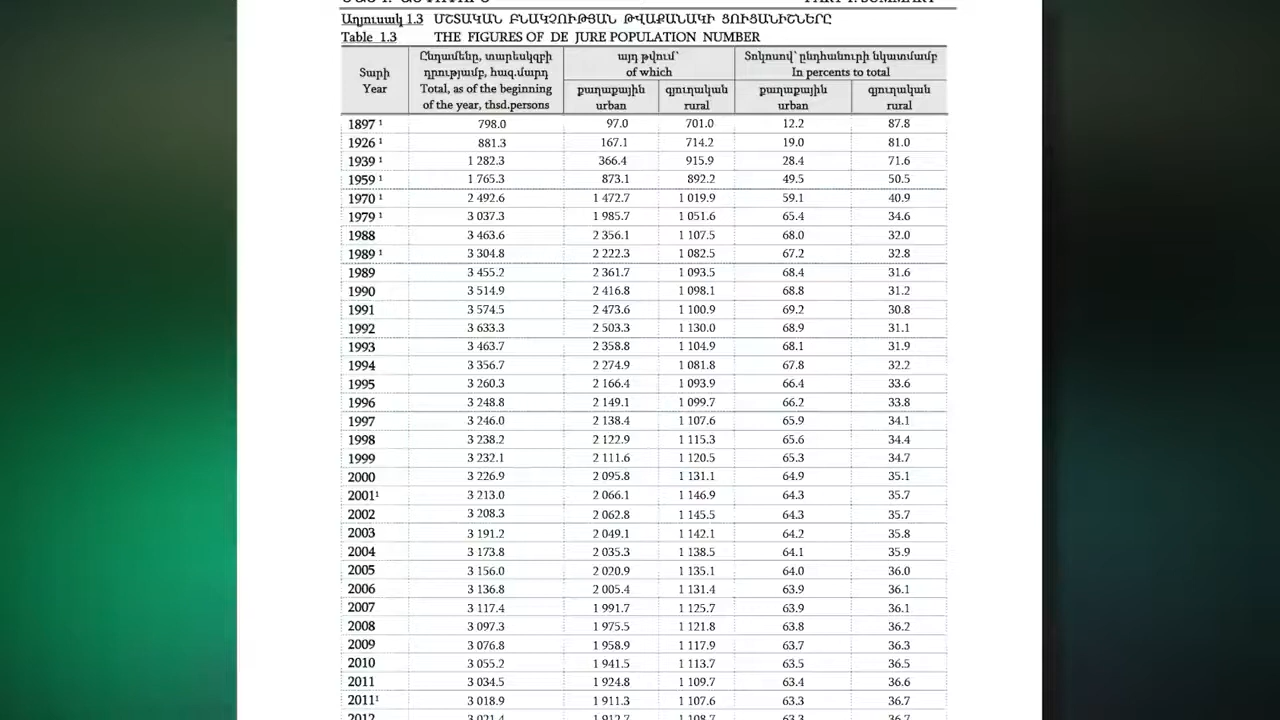 PART I. SUMMARY
Աղյուսակ 1.3 ՄՇՏԱԿԱՆ ԲՆԱԿՉՈՒԹՅԱՆ ԹՎԱՔԱՆԱԿԻ ՑՈՒՑԱՆԻՇՆԵՐԸ
Table 1.3 THE FIGURES OF DE JURE POPULATION NUMBER
Տարի
Year
Ընդամենը, տարեսկզբի
դրությամբ, հազ.մարդ
Total, as of the beginning
of the year, thsd.persons
այդ թվում՝
of which
Տոկոսով՝ ընդհանուրի նկատմամբ
In percents to total
քաղաքային
urban
գյուղական
rural
քաղաքային
urban
գյուղական
rural
1897 ¹ 798.0 97.0 701.0 12.2 87.8
1926 ¹ 881.3 167.1 714.2 19.0 81.0
1939 ¹ 1 282.3 366.4 915.9 28.4 71.6
1959 ¹ 1 765.3 873.1 892.2 49.5 50.5
1970 ¹ 2 492.6 1 472.7 1 019.9 59.1 40.9
1979 ¹ 3 037.3 1 985.7 1 051.6 65.4 34.6
1988 3 463.6 2 356.1 1 107.5 68.0 32.0
1989 ¹ 3 304.8 2 222.3 1 082.5 67.2 32.8
1989 3 455.2 2 361.7 1 093.5 68.4 31.6
1990 3 514.9 2 416.8 1 098.1 68.8 31.2
1991 3 574.5 2 473.6 1 100.9 69.2 30.8
1992 3 633.3 2 503.3 1 130.0 68.9 31.1
1993 3 463.7 2 358.8 1 104.9 68.1 31.9
1994 3 356.7 2 274.9 1 081.8 67.8 32.2
1995 3 260.3 2 166.4 1 093.9 66.4 33.6
1996 3 248.8 2 149.1 1 099.7 66.2 33.8
1997 3 246.0 2 138.4 1 107.6 65.9 34.1
1998 3 238.2 2 122.9 1 115.3 65.6 34.4
1999 3 232.1 2 111.6 1 120.5 65.3 34.7
2000 3 226.9 2 095.8 1 131.1 64.9 35.1
2001¹ 3 213.0 2 066.1 1 146.9 64.3 35.7
2002 3 208.3 2 062.8 1 145.5 64.3 35.7
2003 3 191.2 2 049.1 1 142.1 64.2 35.8
2004 3 173.8 2 035.3 1 138.5 64.1 35.9
2005 3 156.0 2 020.9 1 135.1 64.0 36.0
2006 3 136.8 2 005.4 1 131.4 63.9 36.1
2007 3 117.4 1 991.7 1 125.7 63.9 36.1
2008 3 097.3 1 975.5 1 121.8 63.8 36.2
2009 3 076.8 1 958.9 1 117.9 63.7 36.3
2010 3 055.2 1 941.5 1 113.7 63.5 36.5
2011 3 034.5 1 924.8 1 109.7 63.4 36.6
2011¹ 3 018.9 1 911.3 1 107.6 63.3 36.7
2012 3 021.4 1 912.7 1 108.7 63.3 36.7